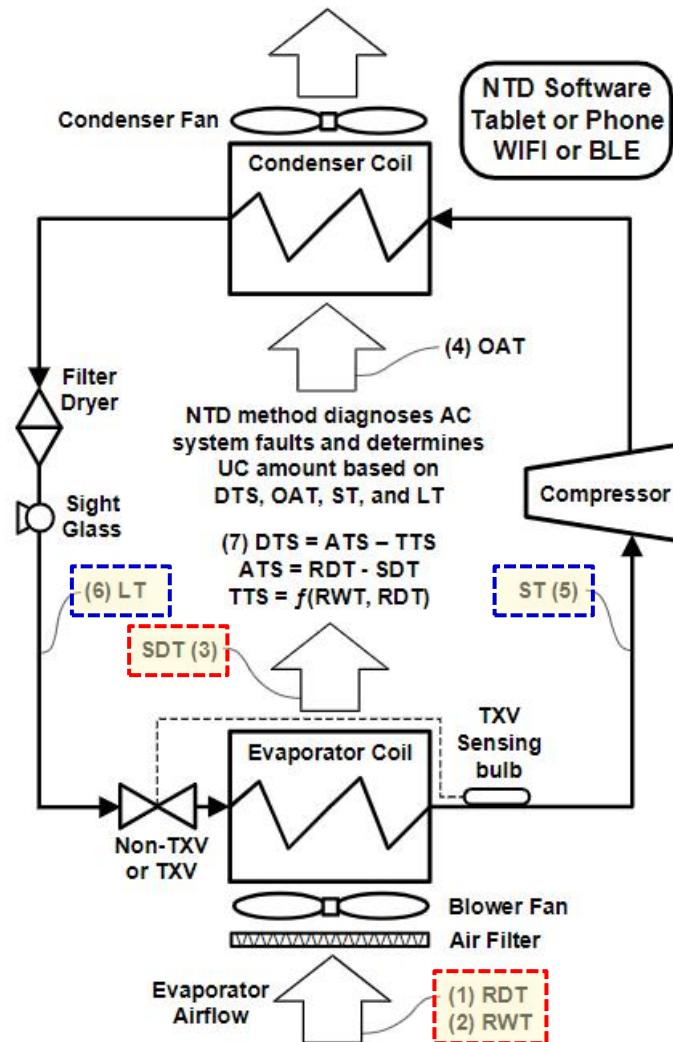 NTD Software
Tablet or Phone
WIFI or BLE
Condenser Fan
Condenser Coil
(4) OAT
Filter
Dryer
NTD method diagnoses AC
system faults and determines
UC amount based on
DTS, OAT, ST, and LT
Compressor
Sight
Glass
(7) DTS = ATS – TTS
ATS = RDT - SDT
TTS = ƒ(RWT, RDT)
(6) LT
ST (5)
SDT (3)
TXV
Sensing
bulb
Evaporator Coil
Non-TXV
or TXV
Blower Fan
Air Filter
Evaporator
Airflow
(1) RDT
(2) RWT